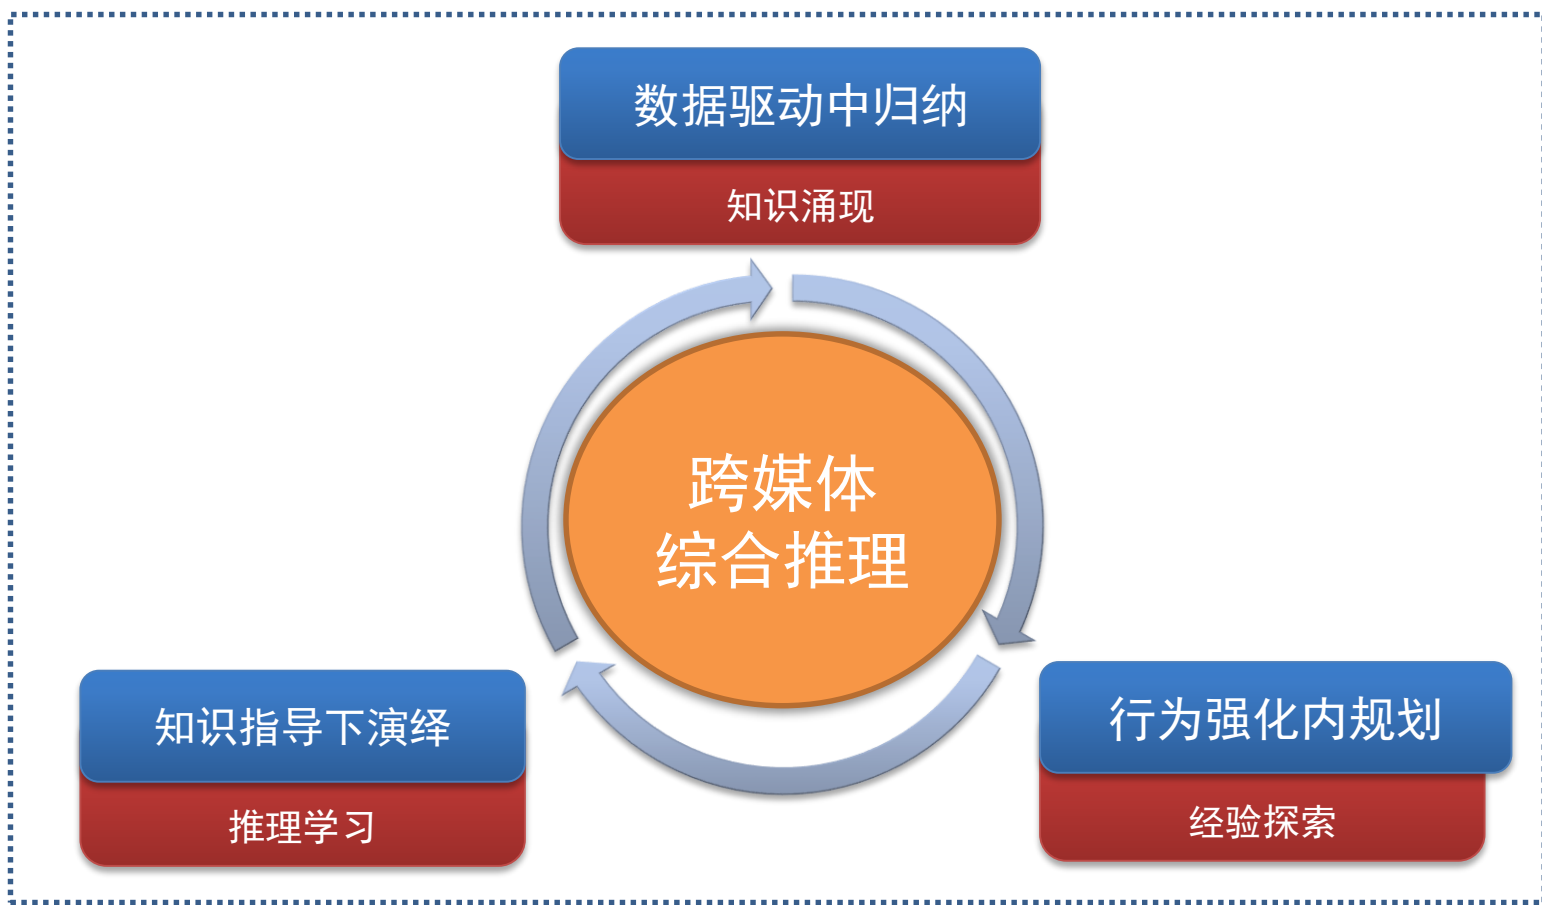 数据驱动中归纳
知识涌现
跨媒体
综合推理
知识指导下演绎
推理学习
行为强化内规划
经验探索